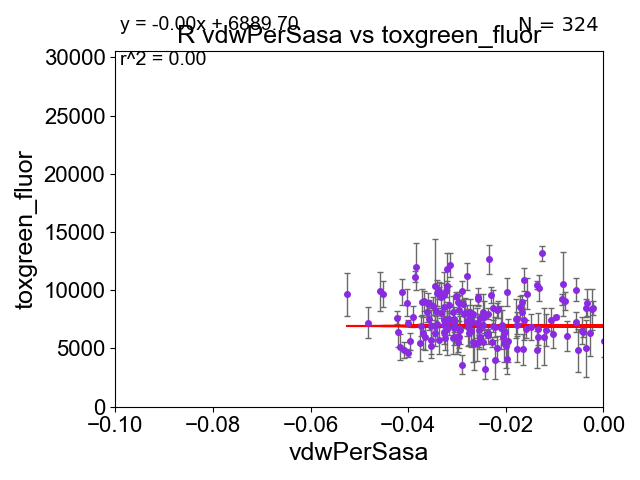 y = -0.00x + 6889.70
N = 324
R vdwPerSasa vs toxgreen_fluor
r^2 = 0.00
30000
25000
20000
15000
10000
5000
0
toxgreen_fluor
−0.10
−0.08
−0.06
−0.04
−0.02
0.00
vdwPerSasa